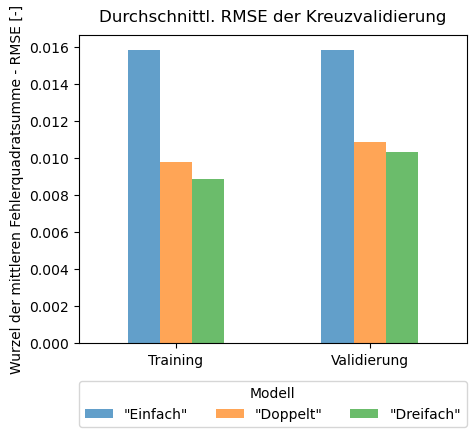 Durchschnittl. RMSE der Kreuzvalidierung
Wurzel der mittleren Fehlerquadratsumme - RMSE [-]
0.016
0.014
0.012
0.010
0.008
0.006
0.004
0.002
0.000
Training Validierung
Modell
"Einfach" "Doppelt" "Dreifach"